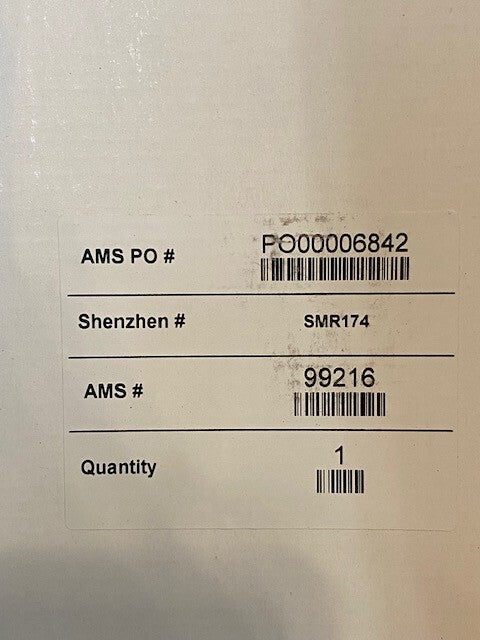 AMS PO # PO00006842
Shenzhen # SMR174
AMS # 99216
Quantity 1